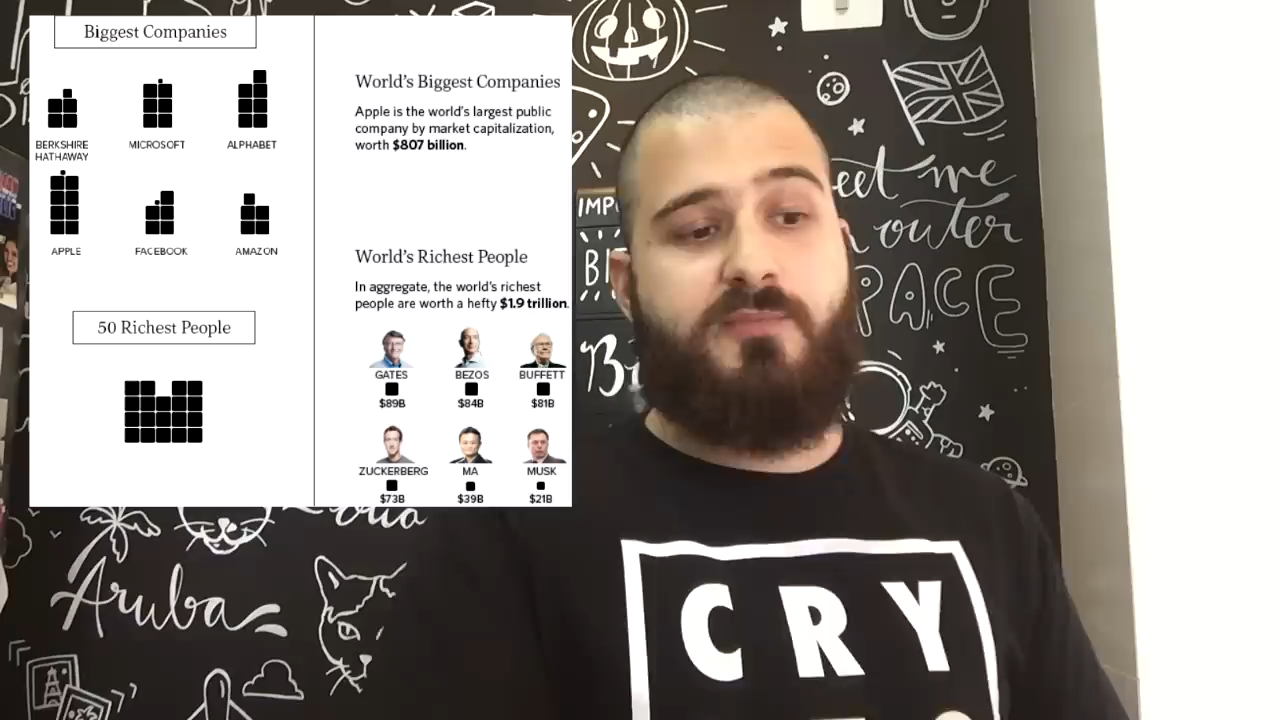 Biggest Companies
BERKSHIRE
HATHAWAY
MICROSOFT
ALPHABET
APPLE
FACEBOOK
AMAZON
50 Richest People
World's Biggest Companies
Apple is the world's largest public
company by market capitalization,
worth $807 billion.
World's Richest People
In aggregate, the world's richest
people are worth a hefty $1.9 trillion.
GATES
BEZOS
BUFFETT
$89B
$84B
$81B
ZUCKERBERG
MA
MUSK
$73B
$39B
$21B
me
outer
Aruba
CRY